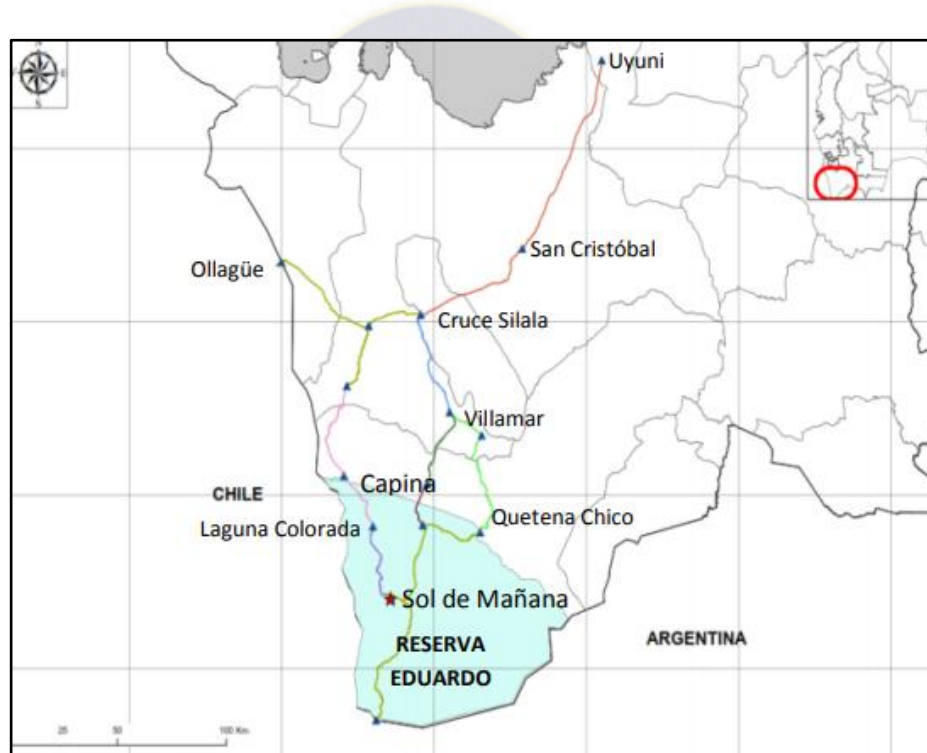 N
Uyuni
San Cristóbal
Ollagüe
Cruce Silala
Villamar
Capina
CHILE
Quetena Chico
Laguna Colorada
Sol de Mañana
RESERVA
ARGENTINA
EDUARDO
25 50 100 Km